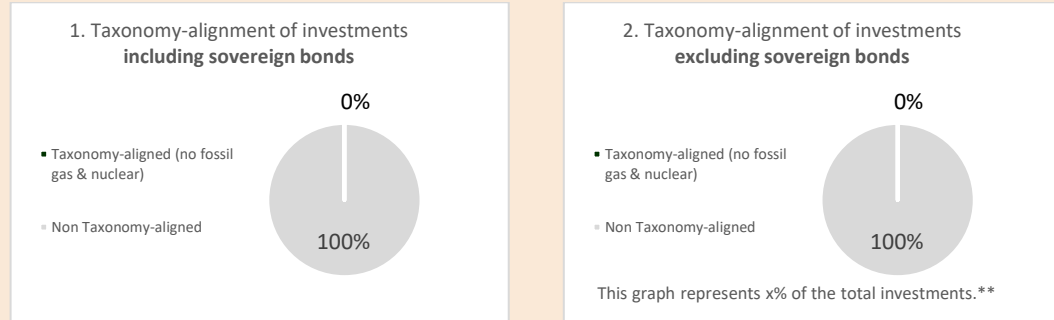 1. Taxonomy-alignment of investments
including sovereign bonds
0%
Taxonomy-aligned (no fossil
gas & nuclear)
Non Taxonomy-aligned
100%
2. Taxonomy-alignment of investments
excluding sovereign bonds
0%
Taxonomy-aligned (no fossil
gas & nuclear)
Non Taxonomy-aligned
100%
This graph represents x% of the total investments.**